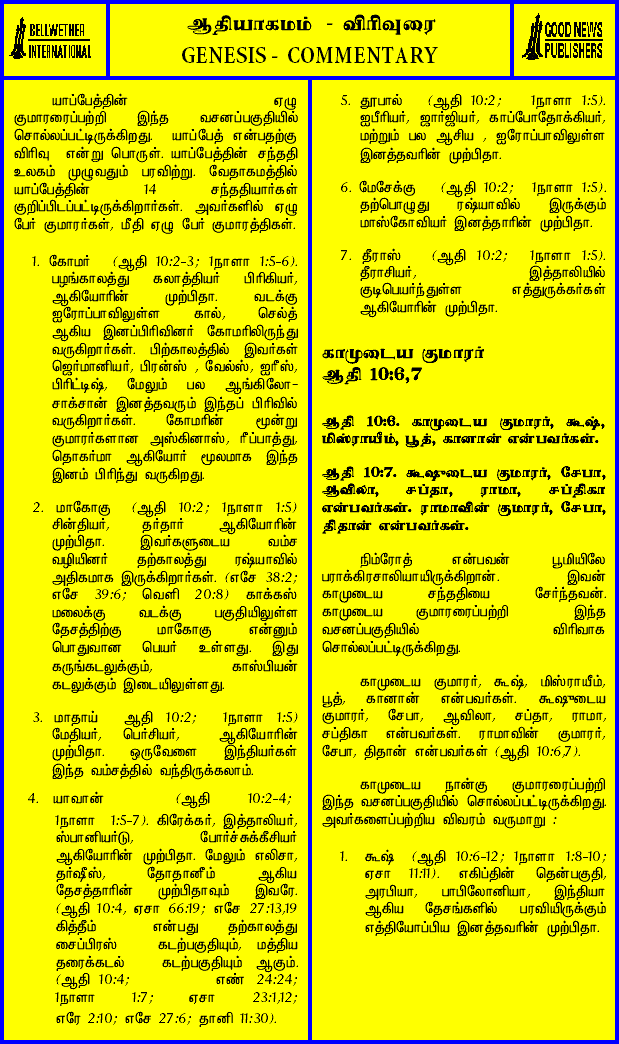 BELLWETHER
INTERNATIONAL
ஆதியாகமம் - விரிவுரை
GENESIS - COMMENTARY
GOOD NEWS
PUBLISHERS
யாப்பேத்தின் ஏழு
குமாரரைப்பற்றி இந்த வசனப்பகுதியில்
சொல்லப்பட்டிருக்கிறது. யாப்பேத் என்பதற்கு
விரிவு என்று பொருள். யாப்பேத்தின் சந்ததி
உலகம் முழுவதும் பரவிற்று. வேதாகமத்தில்
யாப்பேத்தின் 14 சந்ததியார்கள்
குறிப்பிடப்பட்டிருக்கிறார்கள். அவர்களில் ஏழு
பேர் குமாரர்கள், மீதி ஏழு பேர் குமாரத்திகள்.
1. கோமர் (ஆதி 10:2-3; 1நாளா 1:5-6).
பழங்காலத்து கலாத்தியர் பிரிகியர்,
ஆகியோரின் முற்பிதா. வடக்கு
ஐரோப்பாவிலுள்ள கால், செல்த்
ஆகிய இனப்பிரிவினர் கோமரிலிருந்து
வருகிறார்கள். பிற்காலத்தில் இவர்கள்
ஜெர்மானியர், பிரன்ஸ் , வேல்ஸ், ஐரீஸ்,
பிரிட்டிஷ், மேலும் பல ஆங்கிலோ-
சாக்சான் இனத்தவரும் இந்தப் பிரிவில்
வருகிறார்கள். கோமரின் மூன்று
குமாரர்களான அஸ்கினாஸ், ரீப்பாத்து,
தொகர்மா ஆகியோர் மூலமாக இந்த
இனம் பிரிந்து வருகிறது.
2. மாகோகு (ஆதி 10:2; 1நாளா 1:5)
சின்தியர், தர்தார் ஆகியோரின்
முற்பிதா. இவர்களுடைய வம்ச
வழியினர் தற்காலத்து ரஷ்யாவில்
அதிகமாக இருக்கிறார்கள். (எசே 38:2;
எசே 39:6; வெளி 20:8) காக்கஸ்
மலைக்கு வடக்கு பகுதியிலுள்ள
தேசத்திற்கு மாகோகு என்னும்
பொதுவான பெயர் உள்ளது. இது
கருங்கடலுக்கும், காஸ்பியன்
கடலுக்கும் இடையிலுள்ளது.
3. மாதாய் ஆதி 10:2; 1நாளா 1:5)
மேதியர், பெர்சியர், ஆகியோரின்
முற்பிதா. ஒருவேளை இந்தியர்கள்
இந்த வம்சத்தில் வந்திருக்கலாம்.
4. யாவான் (ஆதி 10:2-4;
1நாளா 1:5-7). கிரேக்கர், இத்தாலியர்,
ஸ்பானியர்டு, போர்ச்சுக்கீசியர்
ஆகியோரின் முற்பிதா. மேலும் எலிசா,
தர்ஷீஸ், தோதானீம் ஆகிய
தேசத்தாரின் முற்பிதாவும் இவரே.
(ஆதி 10:4, ஏசா 66:19; எசே 27:13,19
கித்தீம் என்பது தற்காலத்து
சைப்பிரஸ் கடற்பகுதியும், மத்திய
தரைக்கடல் கடற்பகுதியும் ஆகும்.
(ஆதி 10:4; எண் 24:24;
1நாளா 1:7; ஏசா 23:1,12;
எரே 2:10; எசே 27:6; தானி 11:30).
5. தூபால் (ஆதி 10:2; 1நாளா 1:5).
ஐபீரியர், ஜார்ஜியர், காப்போதோக்கியர்,
மற்றும் பல ஆசிய , ஐரோப்பாவிலுள்ள
இனத்தவரின் முற்பிதா.
6. மேசேக்கு (ஆதி 10:2; 1நாளா 1:5).
தற்பொழுது ரஷ்யாவில் இருக்கும்
மாஸ்கோவியர் இனத்தாரின் முற்பிதா.
7. தீராஸ் (ஆதி 10:2; 1நாளா 1:5).
தீராசியர், இத்தாலியில்
குடிபெயர்ந்துள்ள எத்துருக்கர்கள்
ஆகியோரின் முற்பிதா.
காமுடைய குமாரர்
ஆதி 10:6,7
ஆதி 10:6. காமுடைய குமாரர், கூஷ்,
மிஸ்ராயீம், பூத், கானான் என்பவர்கள்.
ஆதி 10:7. கூஷுடைய குமாரர், சேபா,
ஆவிலா, சப்தா, ராமா, சப்திகா
என்பவர்கள். ராமாவின் குமாரர், சேபா,
திதான் என்பவர்கள்.
நிம்ரோத் என்பவன் பூமியிலே
பராக்கிரசாலியாயிருக்கிறான். இவன்
காமுடைய சந்ததியை சேர்ந்தவன்.
காமுடைய குமாரரைப்பற்றி இந்த
வசனப்பகுதியில் விரிவாக
சொல்லப்பட்டிருக்கிறது.
காமுடைய குமாரர், கூஷ், மிஸ்ராயீம்,
பூத், கானான் என்பவர்கள். கூஷுடைய
குமாரர், சேபா, ஆவிலா, சப்தா, ராமா,
சப்திகா என்பவர்கள். ராமாவின் குமாரர்,
சேபா, திதான் என்பவர்கள் (ஆதி 10:6,7).
காமுடைய நான்கு குமாரரைப்பற்றி
இந்த வசனப்பகுதியில் சொல்லப்பட்டிருக்கிறது.
அவர்களைப்பற்றிய விவரம் வருமாறு :
1. கூஷ் (ஆதி 10:6-12; 1நாளா 1:8-10;
ஏசா 11:11). எகிப்தின் தென்பகுதி,
அரபியா, பாபிலோனியா, இந்தியா
ஆகிய தேசங்களில் பரவியிருக்கும்
எத்தியோப்பிய இனத்தவரின் முற்பிதா.